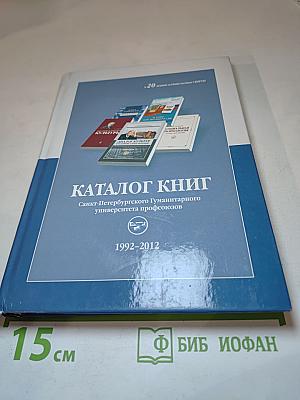 КАТАЛОГ КНИГ
Санкт-Петербургского Гуманитарного
университета профсоюзов
1992–2012
15 см
Ф БИБ ИОФАН